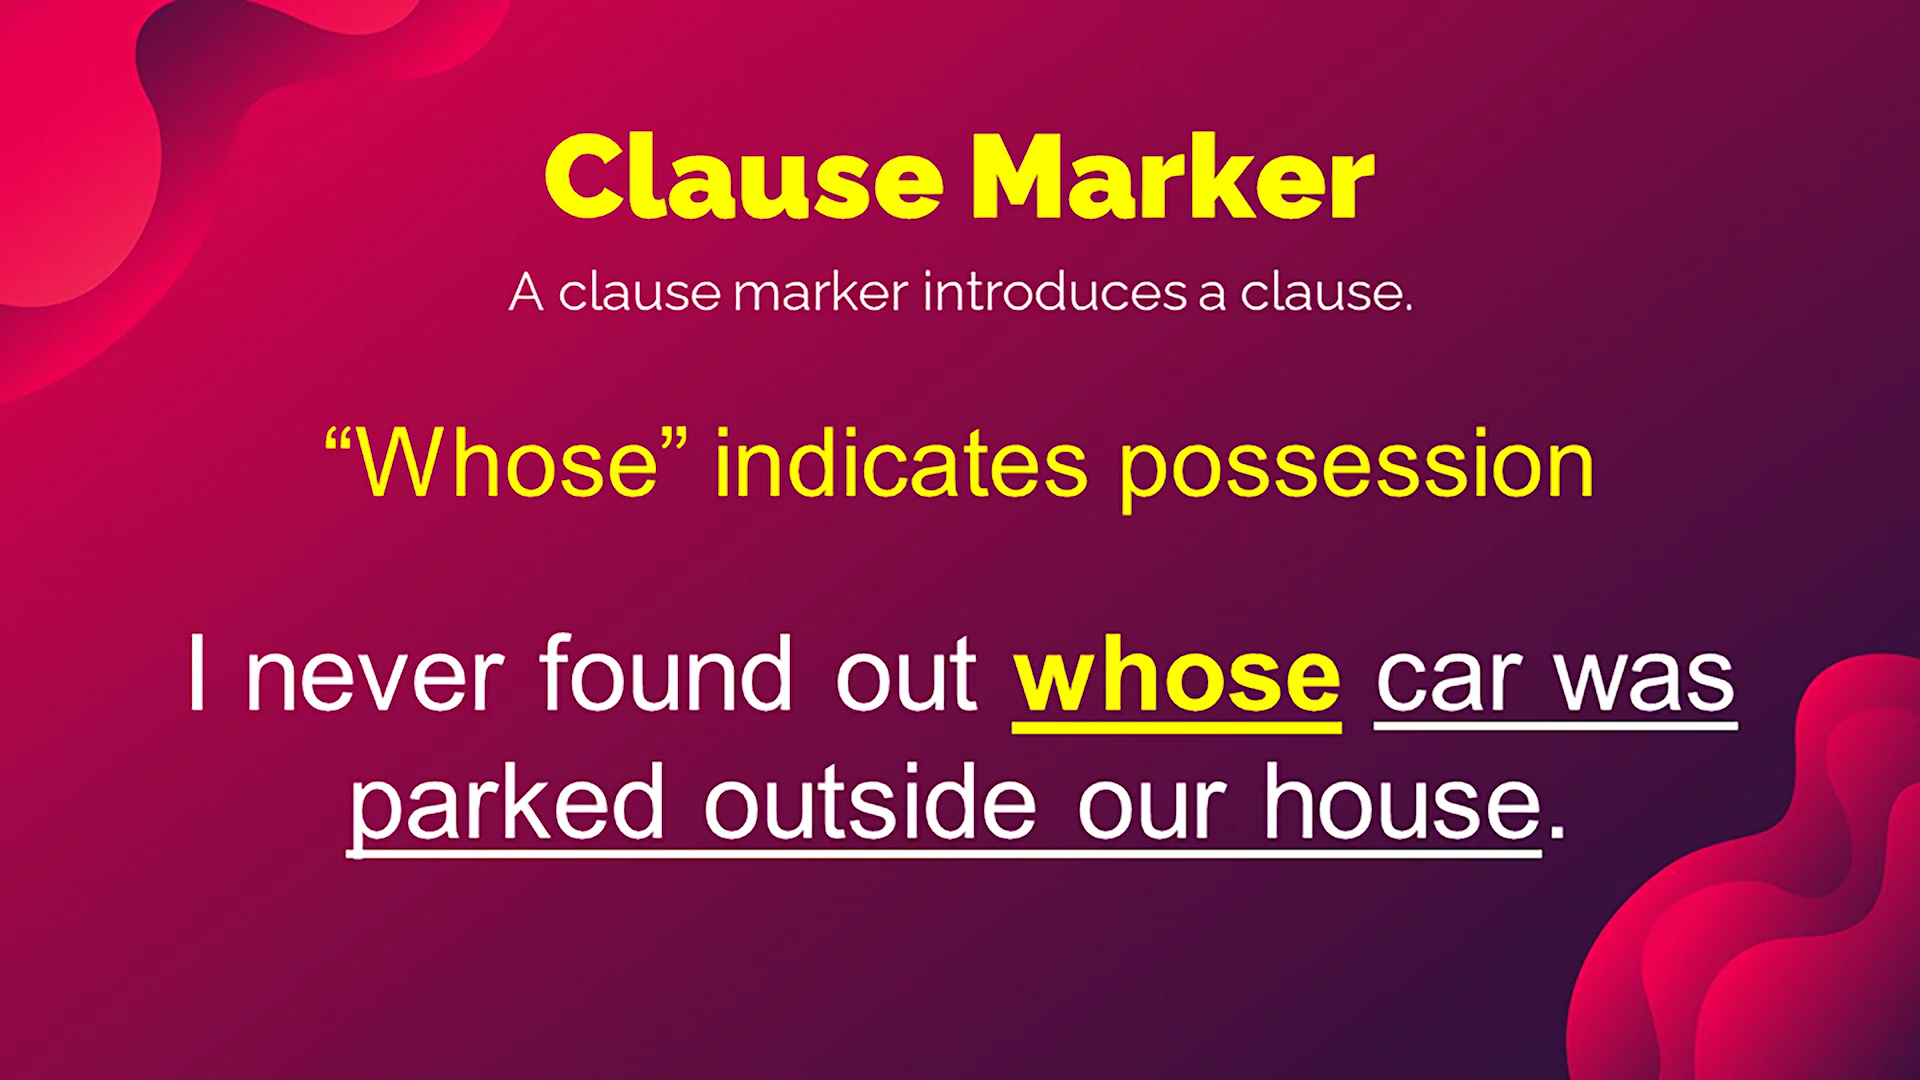 Clause Marker
A clause marker introduces a clause.
“Whose” indicates possession
I never found out whose car was
parked outside our house.